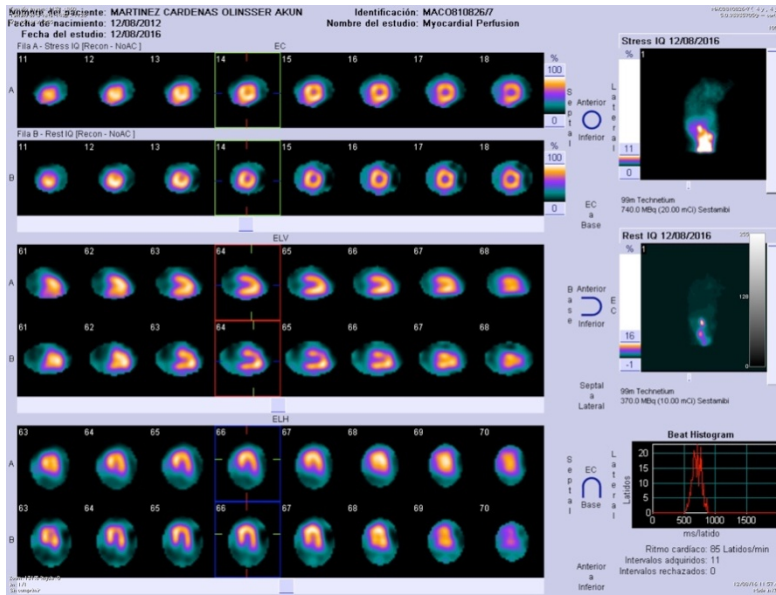 Nombre del paciente: MARTINEZ CARDENAS OLINSSER AKUN
Identificación: MACO810826/7
Fecha de nacimiento: 12/08/2012
Nombre del estudio: Myocardial Perfusion
Fecha del estudio: 12/08/2016
Fila A - Stress IQ [Recon - NoAC ]
EC
11 12 13 14 15 16 17 18
A
%
100
0
Fila B - Rest IQ [Recon - NoAC ]
11 12 13 14 15 16 17 18
B
%
100
0
Septal
Anterior
Inferior
Lateral
EC
a
Base
ELV
61 62 63 64 65 66 67 68
A
61 62 63 64 65 66 67 68
B
Base
Anterior
Inferior
EC
Septal
a
Lateral
ELH
63 64 65 66 67 68 69 70
A
63 64 65 66 67 68 69 70
B
Septal
EC
Base
Lateral
Anterior
a
Inferior
Stress IQ 12/08/2016
%
1
11
0
99m Technetium
740.0 MBq (20.00 mCi) Sestamibi
Rest IQ 12/08/2016
%
1
128
0
16
-1
99m Technetium
370.0 MBq (10.00 mCi) Sestamibi
Beat Histogram
Latidos
20
15
10
5
0
0 500 1000 1500
ms/latido
Ritmo cardíaco: 85 Latidos/min
Intervalos adquiridos: 11
Intervalos rechazados: 0